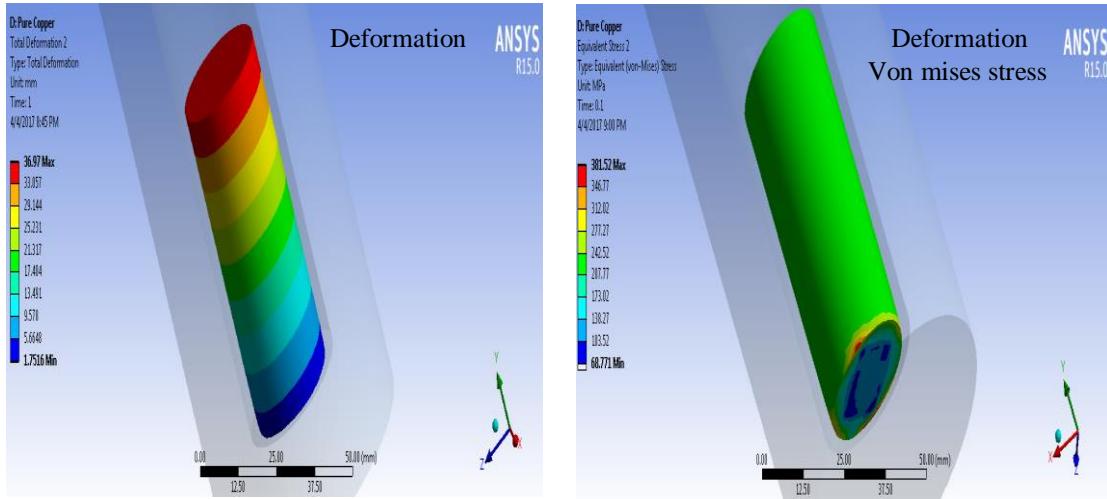 D: Pure Copper
Total Deformation 2
Type: Total Deformation
Unit: mm
Time: 1
4/4/2017 8:45 PM
Deformation
ANSYS
R15.0
36.97 Max
33.057
29.144
25.231
21.317
17.404
13.491
9.578
5.6648
1.7516 Min
Y
X
Z
0.00
25.00
50.00 (mm)
12.50
37.50
D: Pure Copper
Equivalent Stress 2
Type: Equivalent (von-Mises) Stress
Unit: MPa
Time: 0.1
4/4/2017 9:00 PM
Deformation
Von mises stress
ANSYS
R15.0
381.52 Max
346.77
312.02
277.27
242.52
207.77
173.02
138.27
103.52
68.771 Min
Y
X
Z
0.00
25.00
50.00 (mm)
12.50
37.50